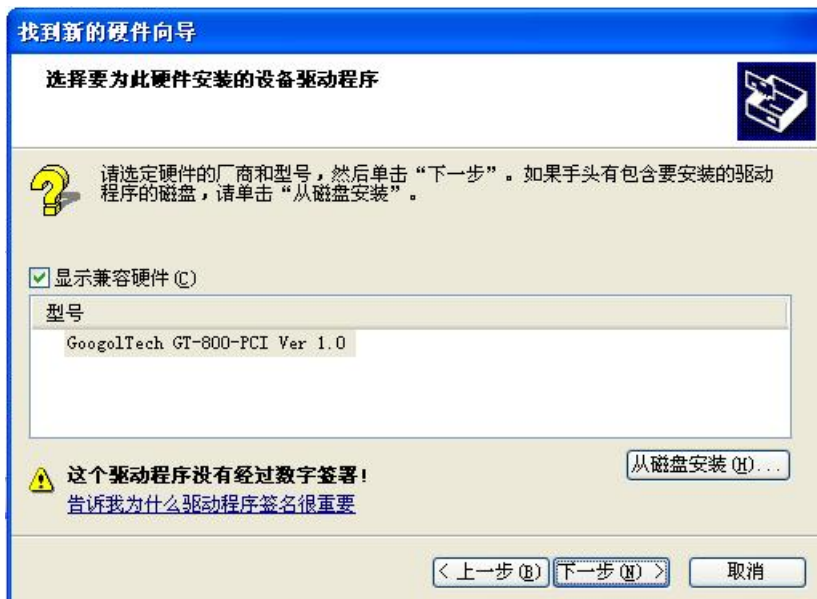 找到新的硬件向导
选择要为此硬件安装的设备驱动程序
请选定硬件的厂商和型号，然后单击“下一步”。如果手头有包含要安装的驱动
程序的磁盘，请单击“从磁盘安装”。
显示兼容硬件(C)
型号
GoogolTech GT-800-PCI Ver 1.0
从磁盘安装(H)...
这个驱动程序没有经过数字签署!
告诉我为什么驱动程序签名很重要
< 上一步(B) 下一步(N) > 取消